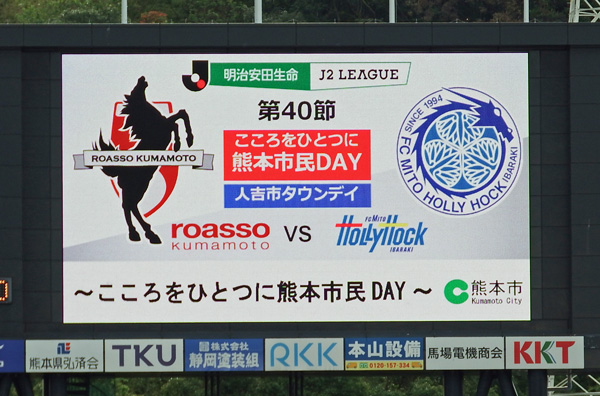 明治安田生命 J2 LEAGUE
第40節
ROASSO KUMAMOTO
こころをひとつに
熊本市民DAY
人吉市タウンデイ
SINCE 1994
FC MITO HOLLY HOCK IBARAKI
roasso
kumamoto
VS
FC MITO
HOLLYHOCK
IBARAKI
～こころをひとつに熊本市民 DAY ～
熊本市
Kumamoto City
熊本県弘済会
TKU
株式会社
静岡塗装組
RKK
本山設備
0120-157-334
馬場電機商会
KKT